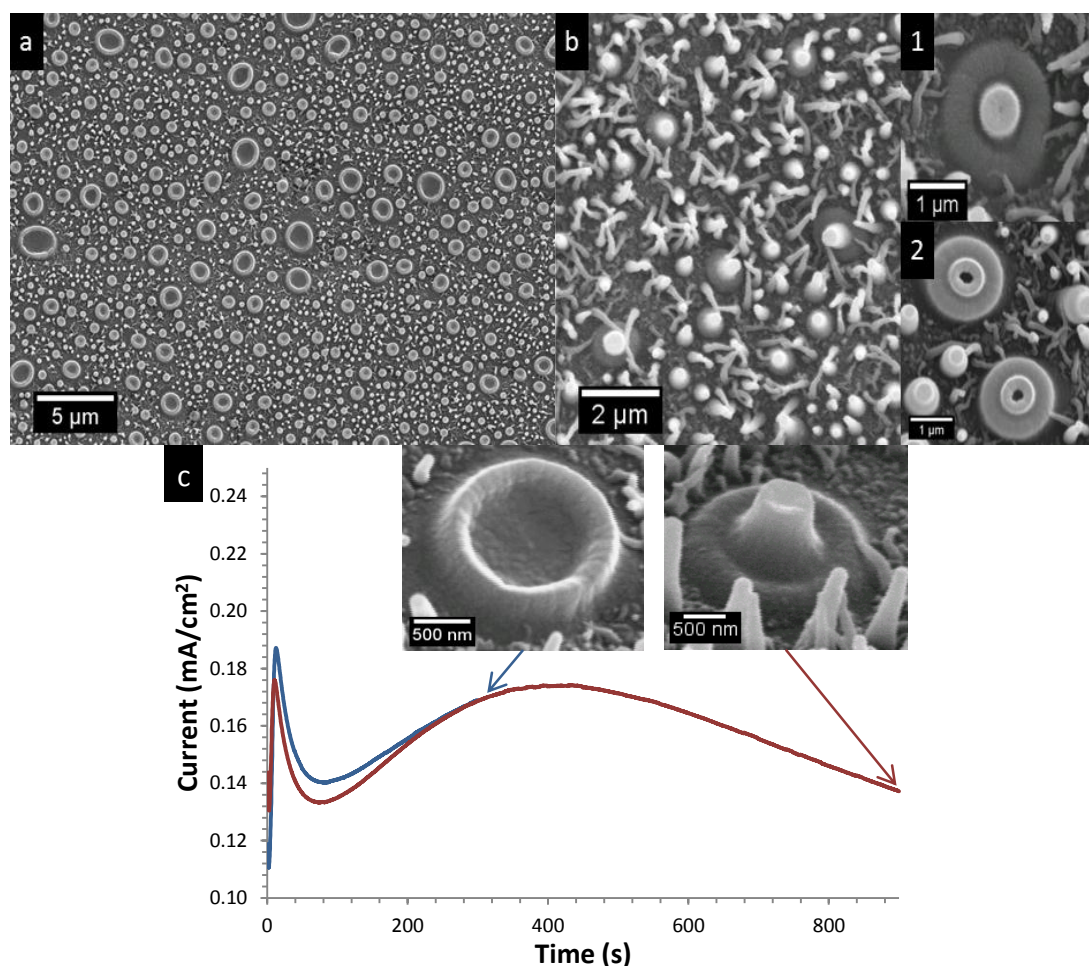 a
5 µm
b
2 µm
1
1 µm
2
1 µm
c
500 nm
500 nm
Current (mA/cm²)
0.24
0.22
0.20
0.18
0.16
0.14
0.12
0.10
0
200
400
600
800
Time (s)